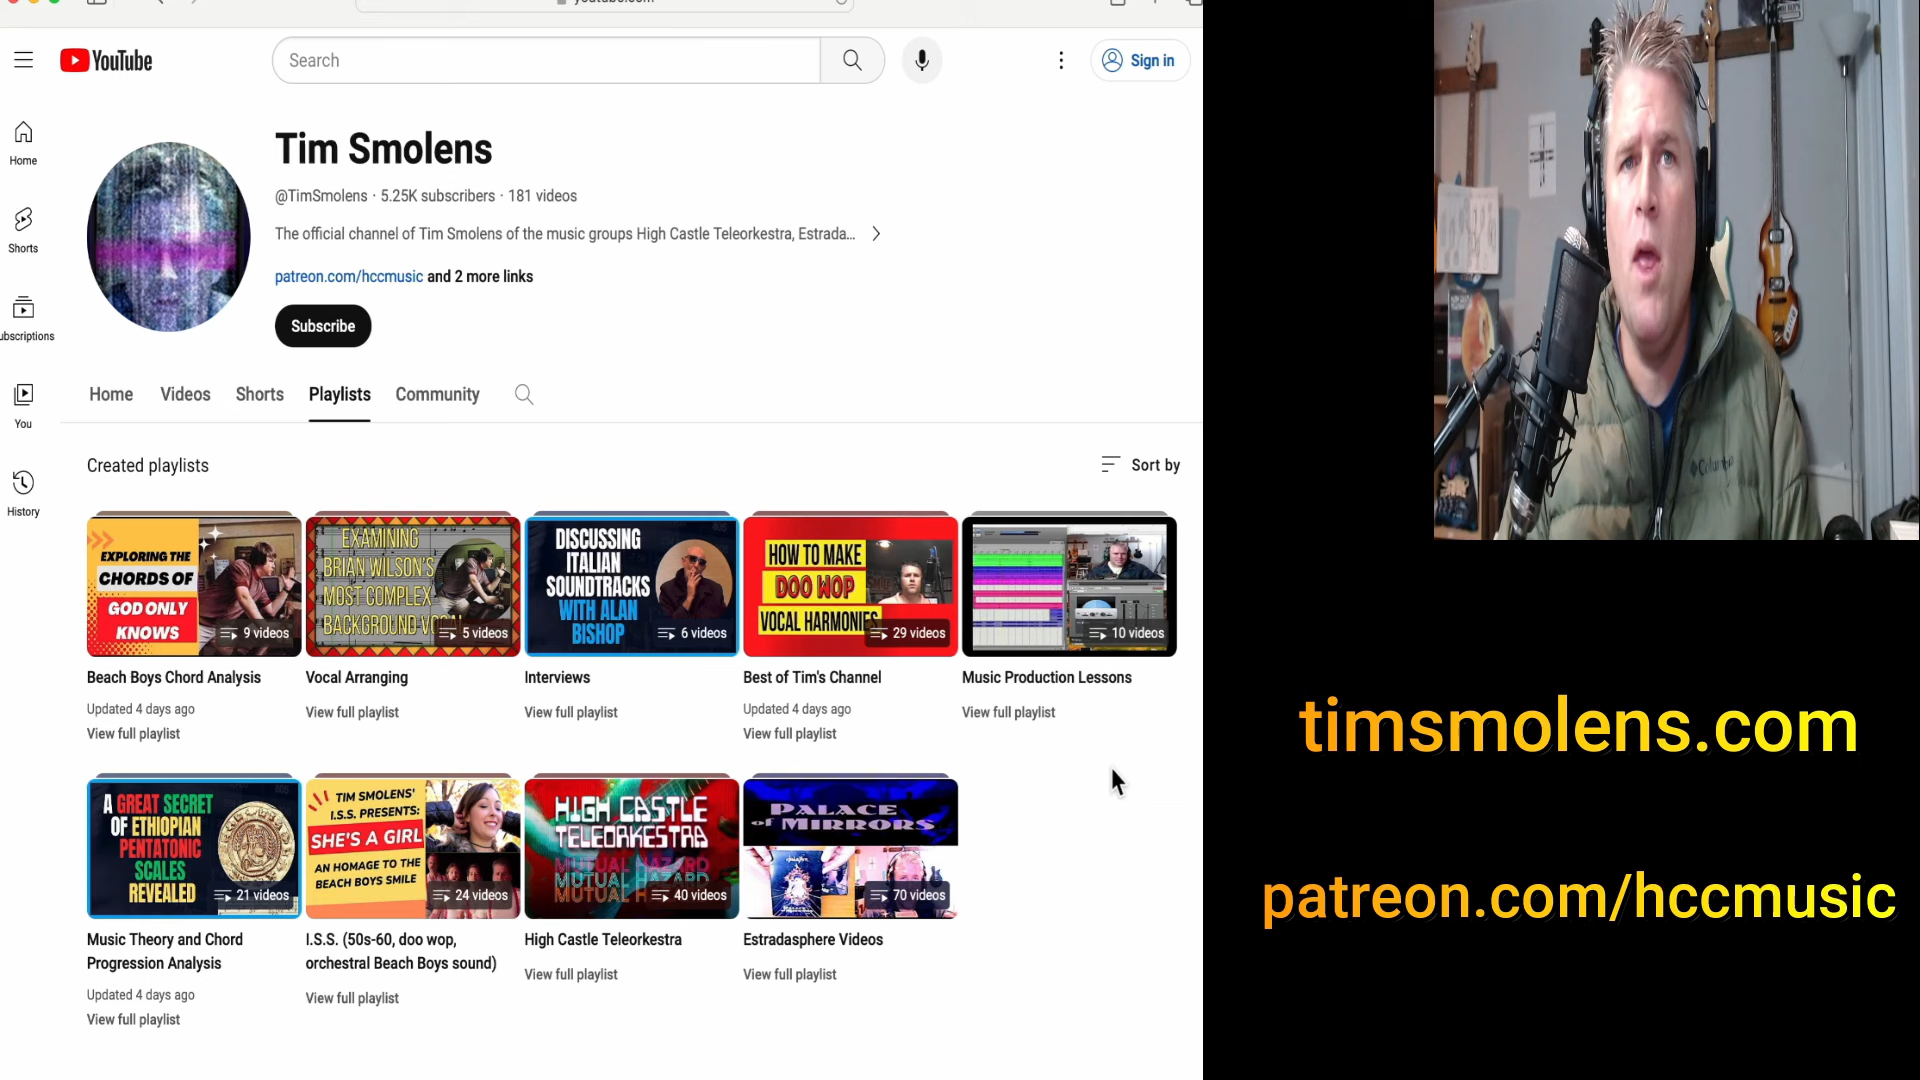 YouTube
Search
Sign in
Home
Shorts
ubscriptions
You
History
Tim Smolens
@TimSmolens · 5.25K subscribers · 181 videos
The official channel of Tim Smolens of the music groups High Castle Teleorkestra, Estrada...
patreon.com/hccmusic and 2 more links
Subscribe
Home Videos Shorts Playlists Community
Created playlists
Sort by
EXPLORING THE
CHORDS OF
GOD ONLY
KNOWS
9 videos
EXAMINING
BRIAN WILSON'S
MOST COMPLEX
BACKGROUND
5 videos
DISCUSSING
ITALIAN
SOUNDTRACKS
WITH ALAN
BISHOP
6 videos
HOW TO MAKE
DOO WOP
VOCAL HARMONIES
29 videos
10 videos
Beach Boys Chord Analysis
Updated 4 days ago
View full playlist
Vocal Arranging
View full playlist
Interviews
View full playlist
Best of Tim's Channel
Updated 4 days ago
View full playlist
Music Production Lessons
View full playlist
A GREAT SECRET
OF ETHIOPIAN
PENTATONIC
SCALES
REVEALED
21 videos
TIM SMOLENS'
I.S.S. PRESENTS:
SHE'S A GIRL
AN HOMAGE TO THE
BEACH BOYS SMILE
24 videos
HIGH CASTLE
TELEORKESTRA
MUTUAL HAZARD
MUTUAL HAZARD
MUTUAL
40 videos
PALACE
OF MIRRORS
70 videos
Music Theory and Chord
Progression Analysis
Updated 4 days ago
View full playlist
I.S.S. (50s-60, doo wop,
orchestral Beach Boys sound)
View full playlist
High Castle Teleorkestra
View full playlist
Estradasphere Videos
View full playlist
Columbia
timsmolens.com
patreon.com/hccmusic